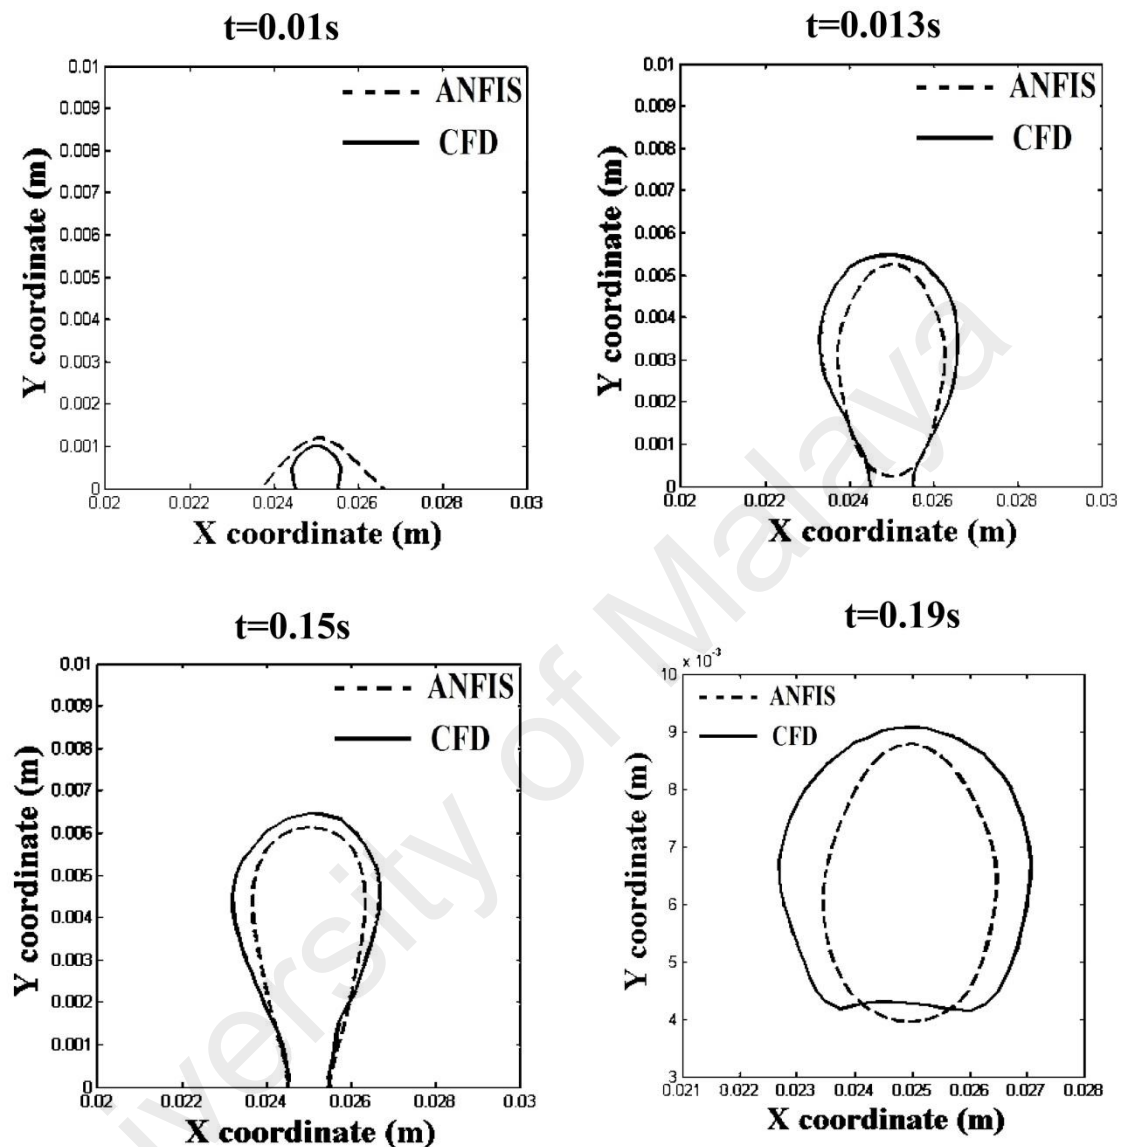 t=0.01s
0.01
0.009
0.008
0.007
0.006
0.005
0.004
0.003
0.002
0.001
0
Y coordinate (m)
ANFIS
CFD
0.02 0.022 0.024 0.026 0.028 0.03
X coordinate (m)
t=0.013s
0.01
0.009
0.008
0.007
0.006
0.005
0.004
0.003
0.002
0.001
0
Y coordinate (m)
ANFIS
CFD
0.02 0.022 0.024 0.026 0.028 0.03
X coordinate (m)
t=0.15s
0.01
0.009
0.008
0.007
0.006
0.005
0.004
0.003
0.002
0.001
0
Y coordinate (m)
ANFIS
CFD
0.02 0.022 0.024 0.026 0.028 0.03
X coordinate (m)
t=0.19s
10 x 10-3
9
8
7
6
5
4
3
Y coordinate (m)
ANFIS
CFD
0.021 0.022 0.023 0.024 0.025 0.026 0.027 0.028
X coordinate (m)
iversity of Malaya